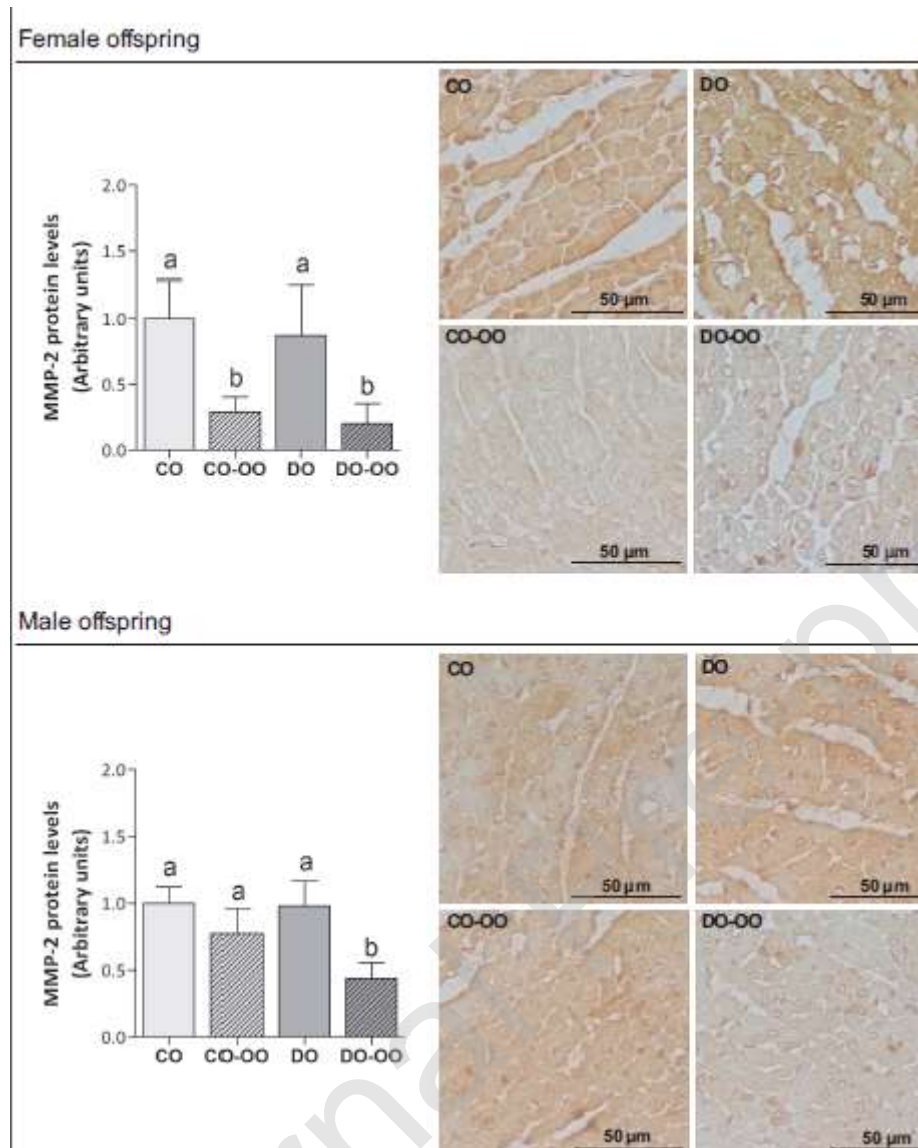 Female offspring
CO
DO
2.0
1.5
1.0
0.5
0.0
MMP-2 protein levels
(Arbitrary units)
a
b
a
b
CO
CO-OO
DO
DO-OO
50 µm
50 µm
CO-OO
DO-OO
50 µm
50 µm
Male offspring
CO
DO
2.0
1.5
1.0
0.5
0.0
MMP-2 protein levels
(Arbitrary units)
a
a
a
b
CO
CO-OO
DO
DO-OO
50 µm
50 µm
CO-OO
DO-OO
50 µm
50 µm